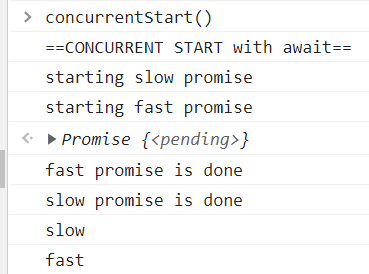 concurrentStart()
==CONCURRENT START with await==
starting slow promise
starting fast promise
Promise {<pending>}
fast promise is done
slow promise is done
slow
fast